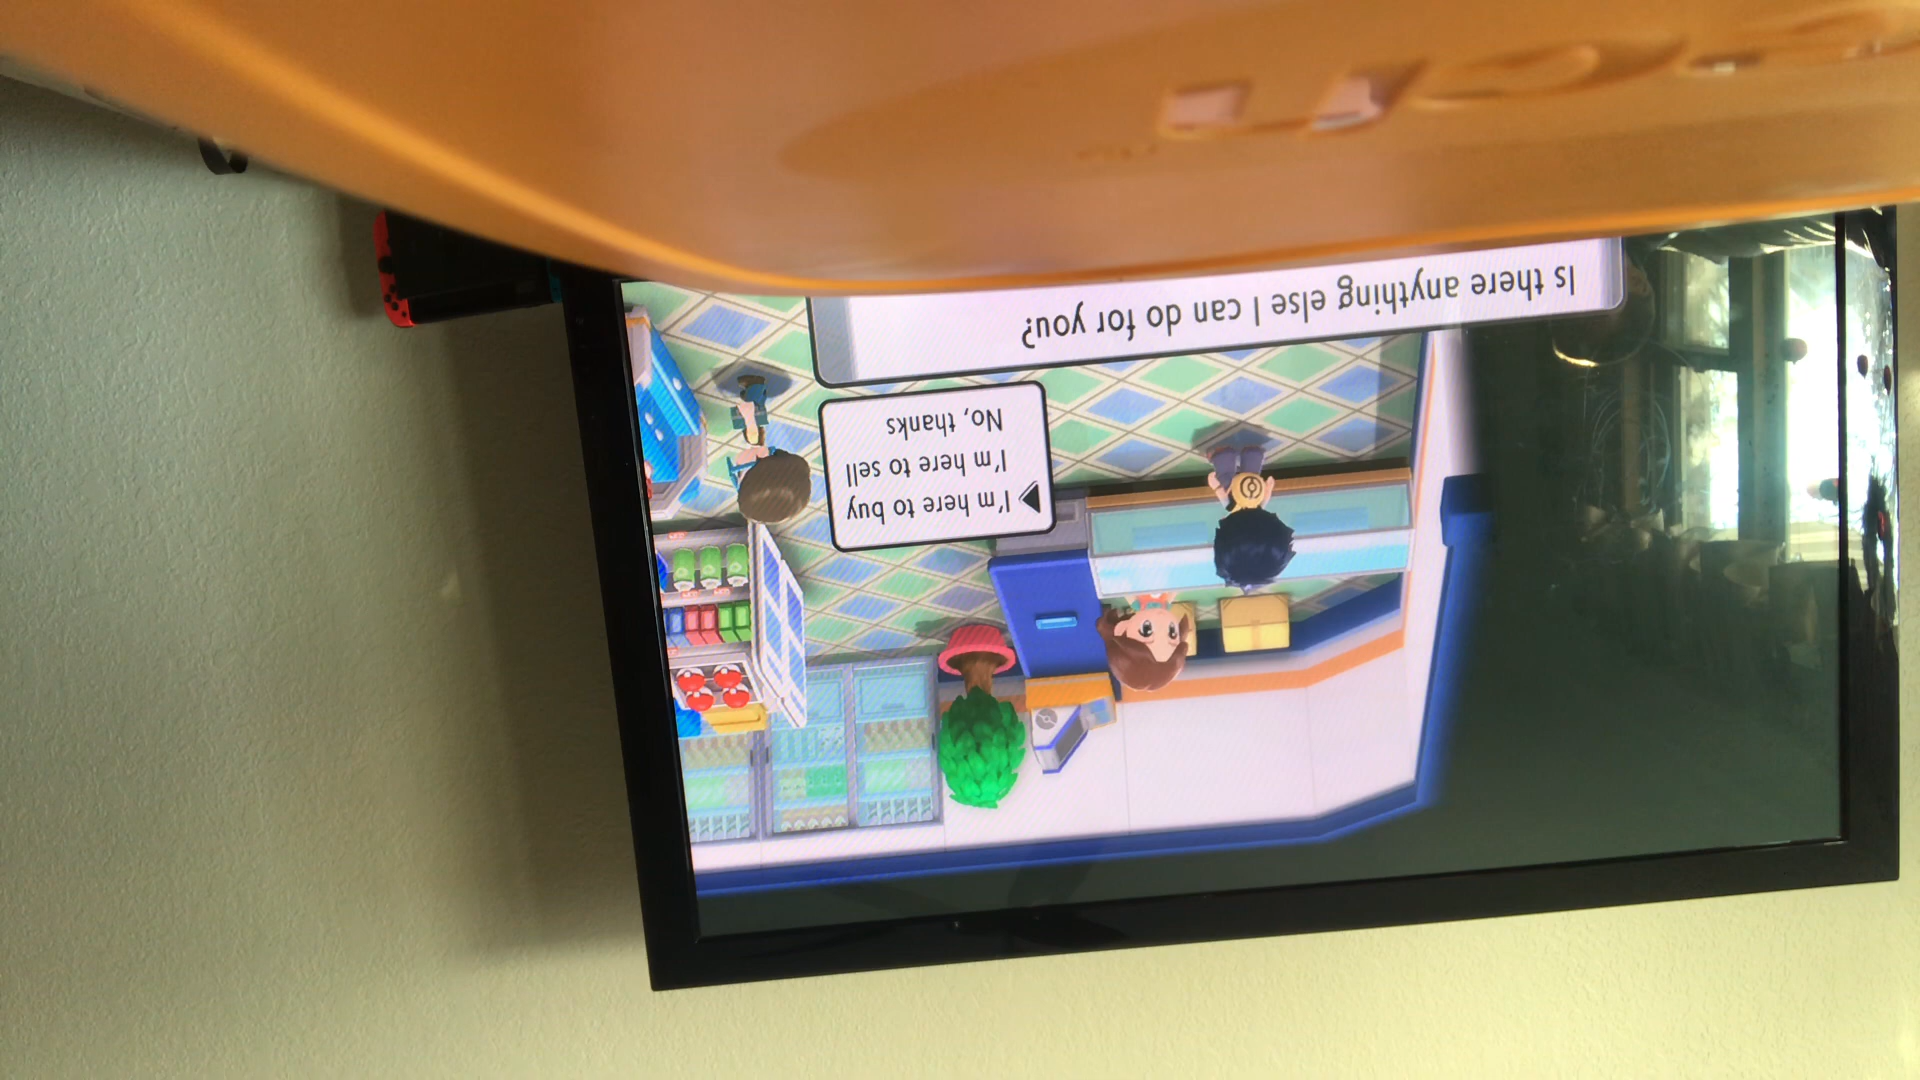 I'm here to buy
I'm here to sell
No, thanks
Is there anything else I can do for you?